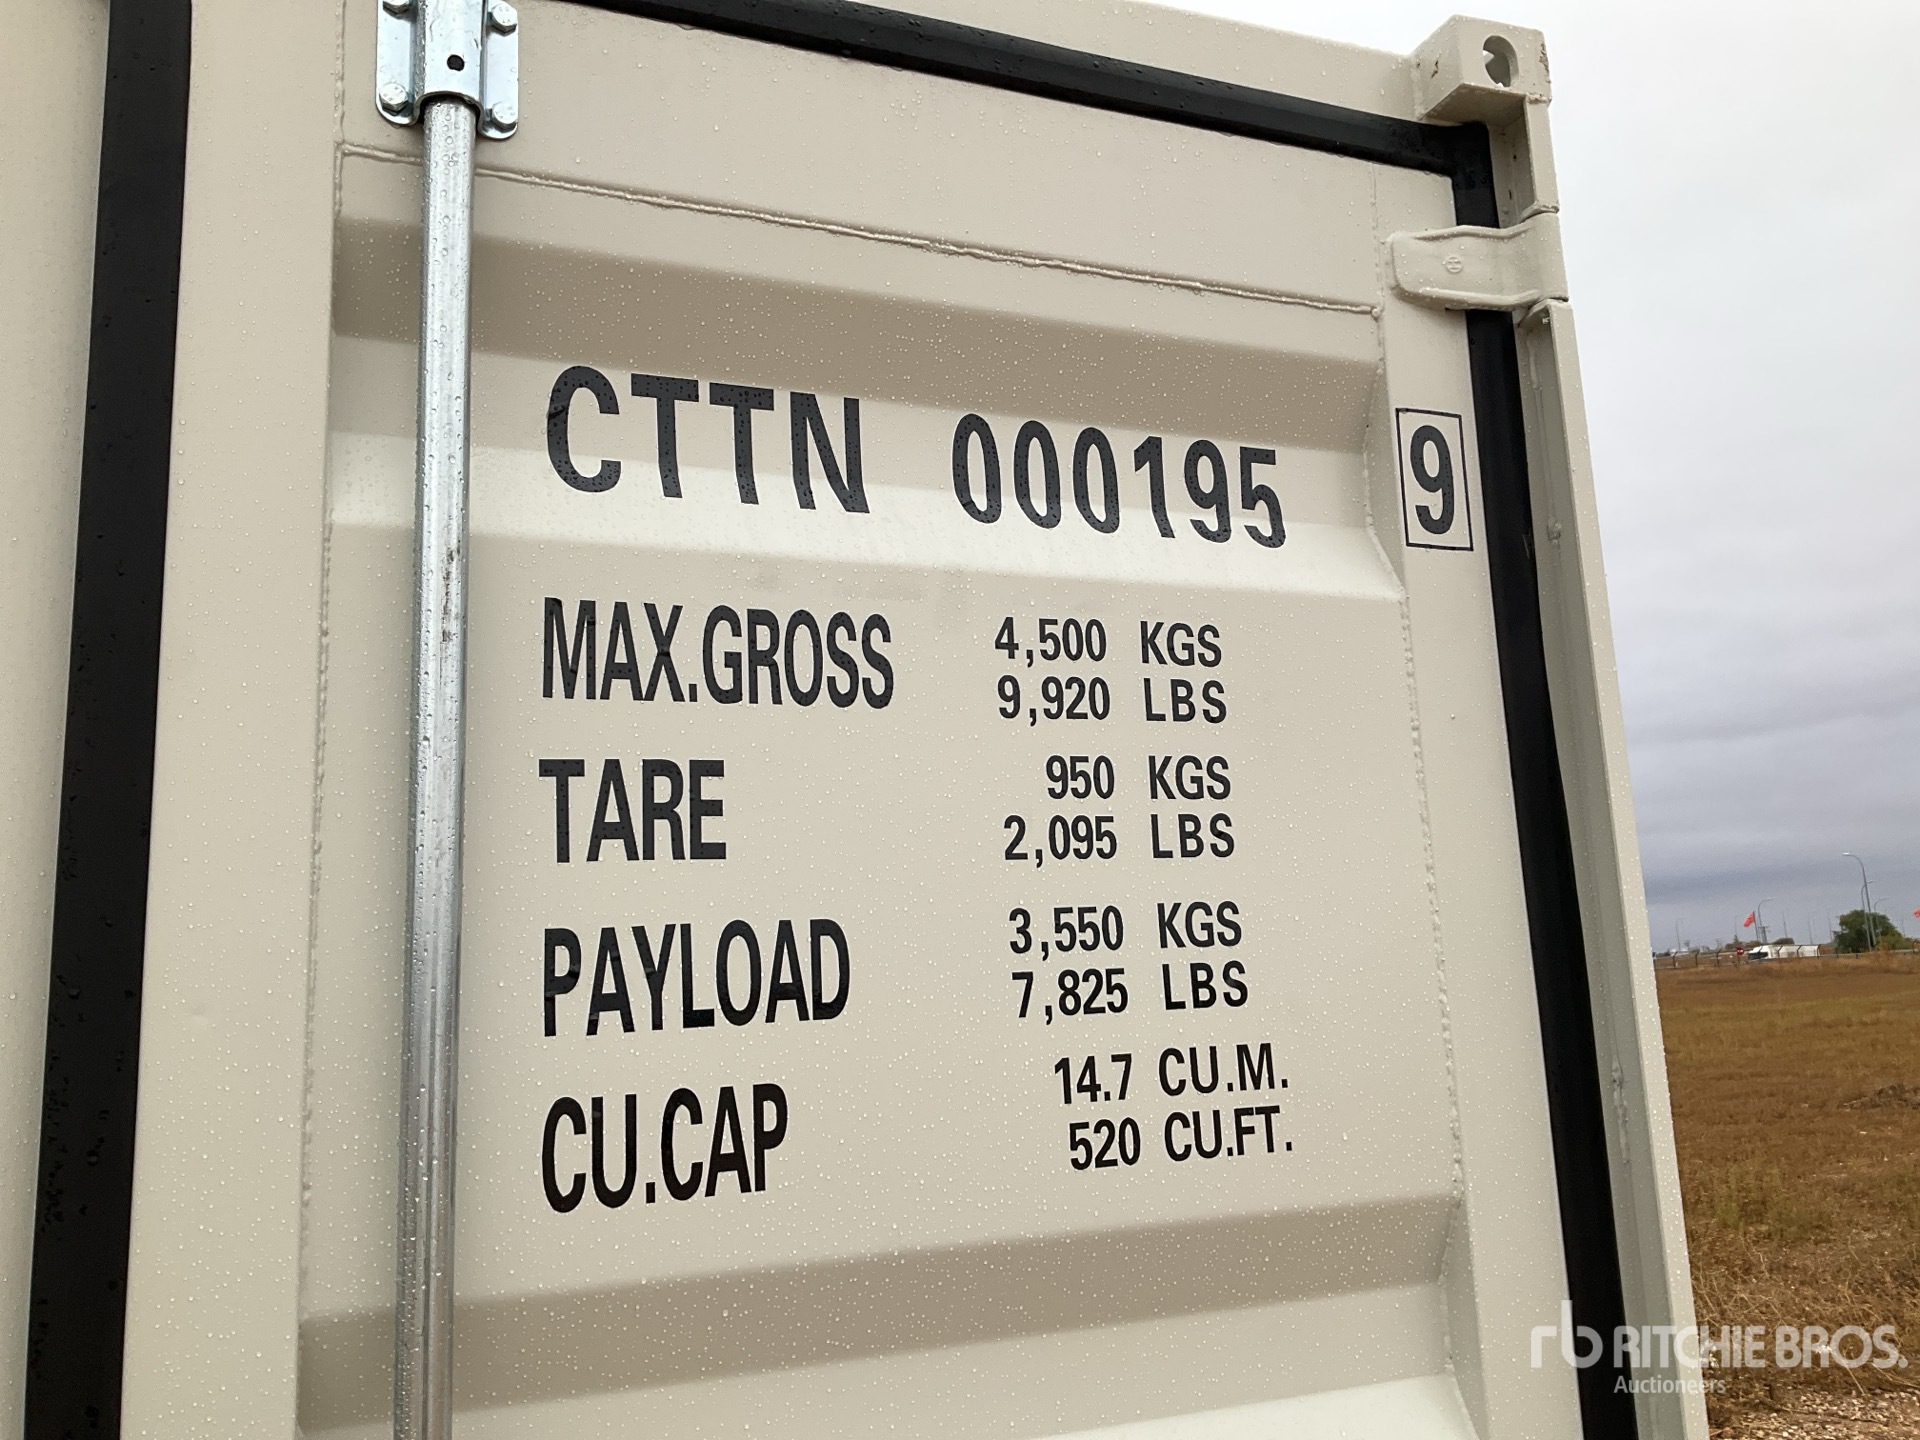 CTTN 000195 9
MAX.GROSS 4,500 KGS
9,920 LBS
TARE 950 KGS
2,095 LBS
PAYLOAD 3,550 KGS
7,825 LBS
CU.CAP 14.7 CU.M.
520 CU.FT.
rb RITCHIE BROS.
Auctioneers